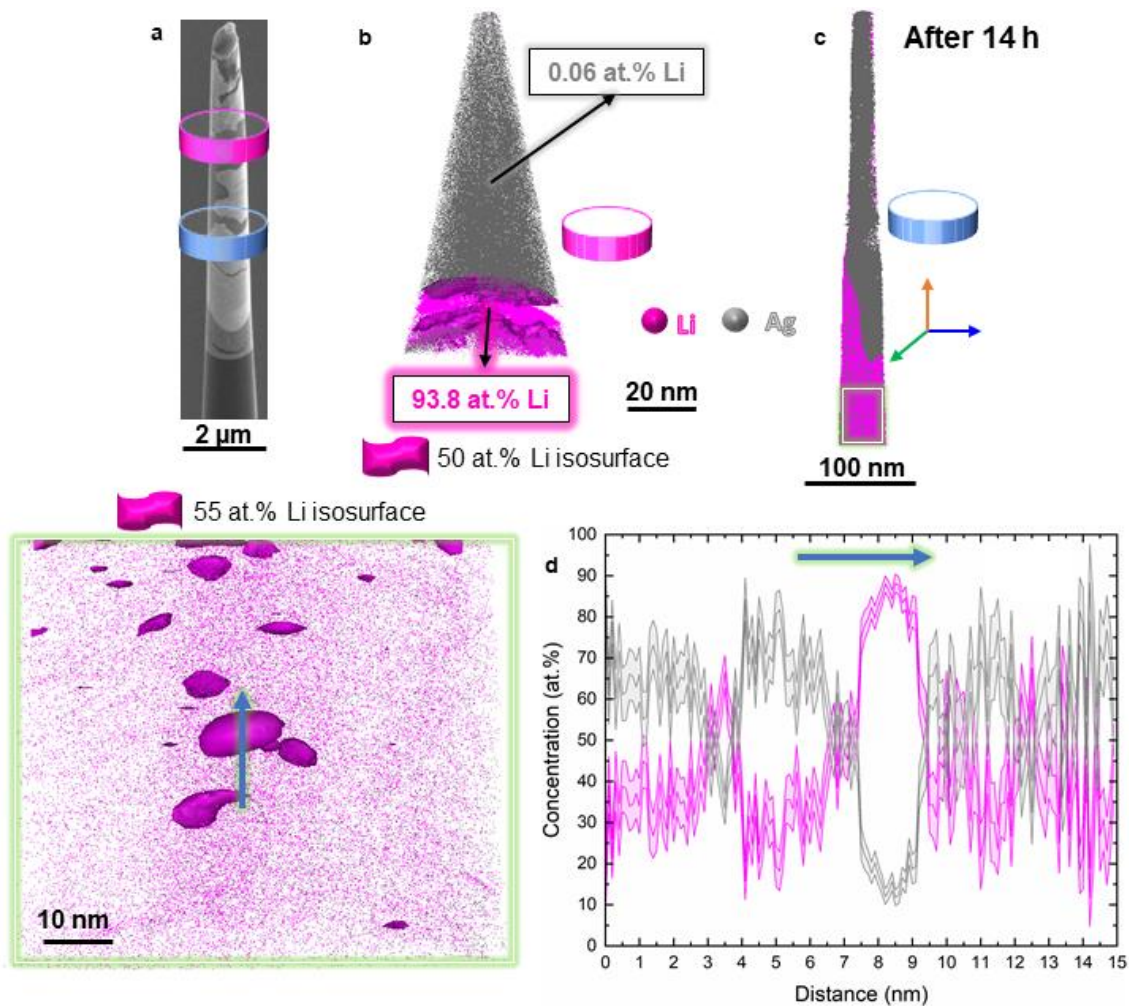 a
b
c
After 14 h
0.06 at.% Li
Li
Ag
93.8 at.% Li
20 nm
2 µm
50 at.% Li isosurface
100 nm
55 at.% Li isosurface
10 nm
d
Concentration (at.%)
100
90
80
70
60
50
40
30
20
10
0
0 1 2 3 4 5 6 7 8 9 10 11 12 13 14 15
Distance (nm)